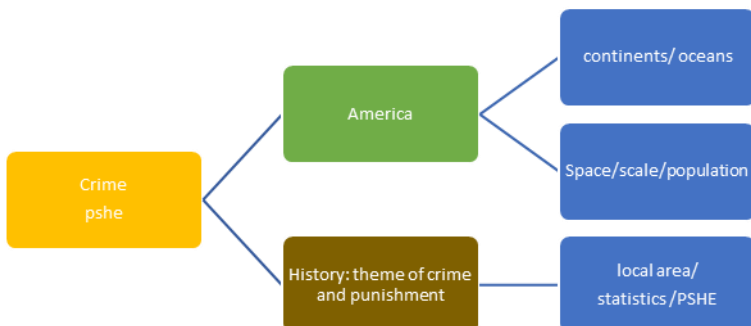 Crime
pshe
America
continents/ oceans
Space/scale/population
History: theme of crime
and punishment
local area/
statistics /PSHE